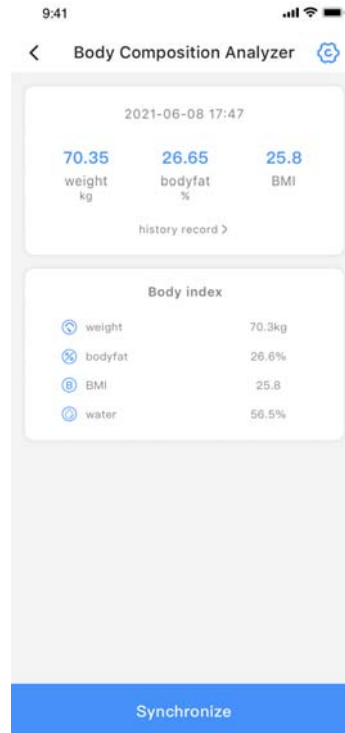 9:41
Body Composition Analyzer
2021-06-08 17:47
70.35 26.65 25.8
weight bodyfat BMI
kg %
history record >
Body index
weight 70.3kg
bodyfat 26.6%
B BMI 25.8
water 56.5%
Synchronize